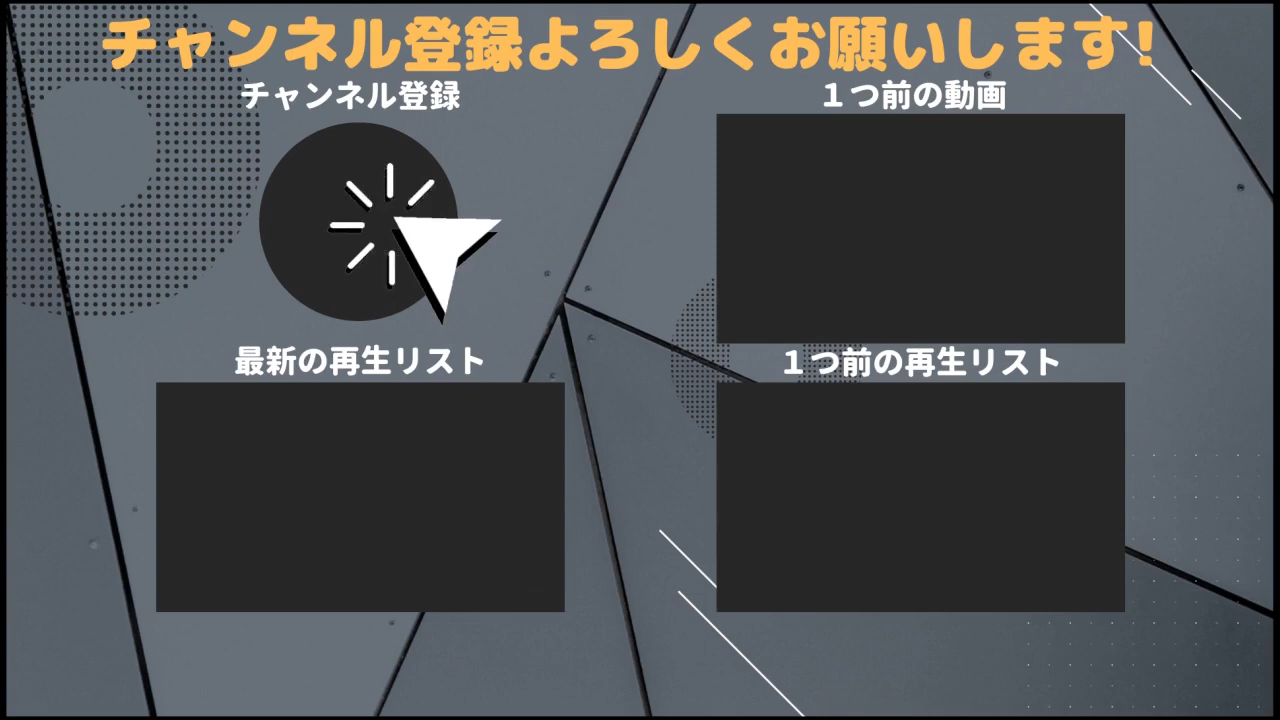 チャンネル登録よろしくお願いします!
チャンネル登録
１つ前の動画
最新の再生リスト
１つ前の再生リスト